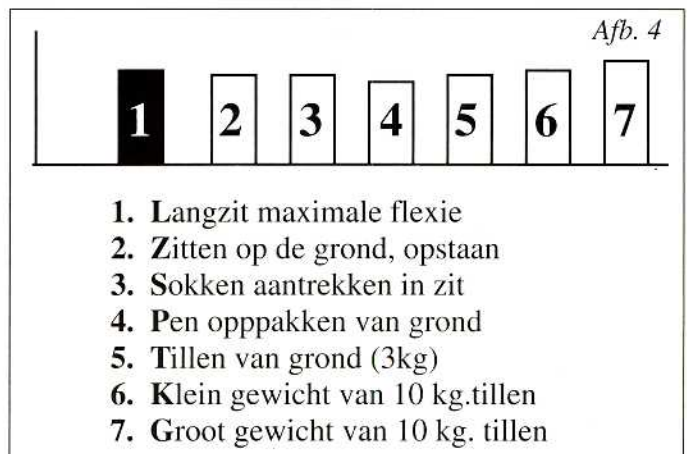 Afb. 4
1 2 3 4 5 6 7
1. Langzit maximale flexie
2. Zitten op de grond, opstaan
3. Sokken aantrekken in zit
4. Pen opppakken van grond
5. Tillen van grond (3kg)
6. Klein gewicht van 10 kg.tillen
7. Groot gewicht van 10 kg. tillen